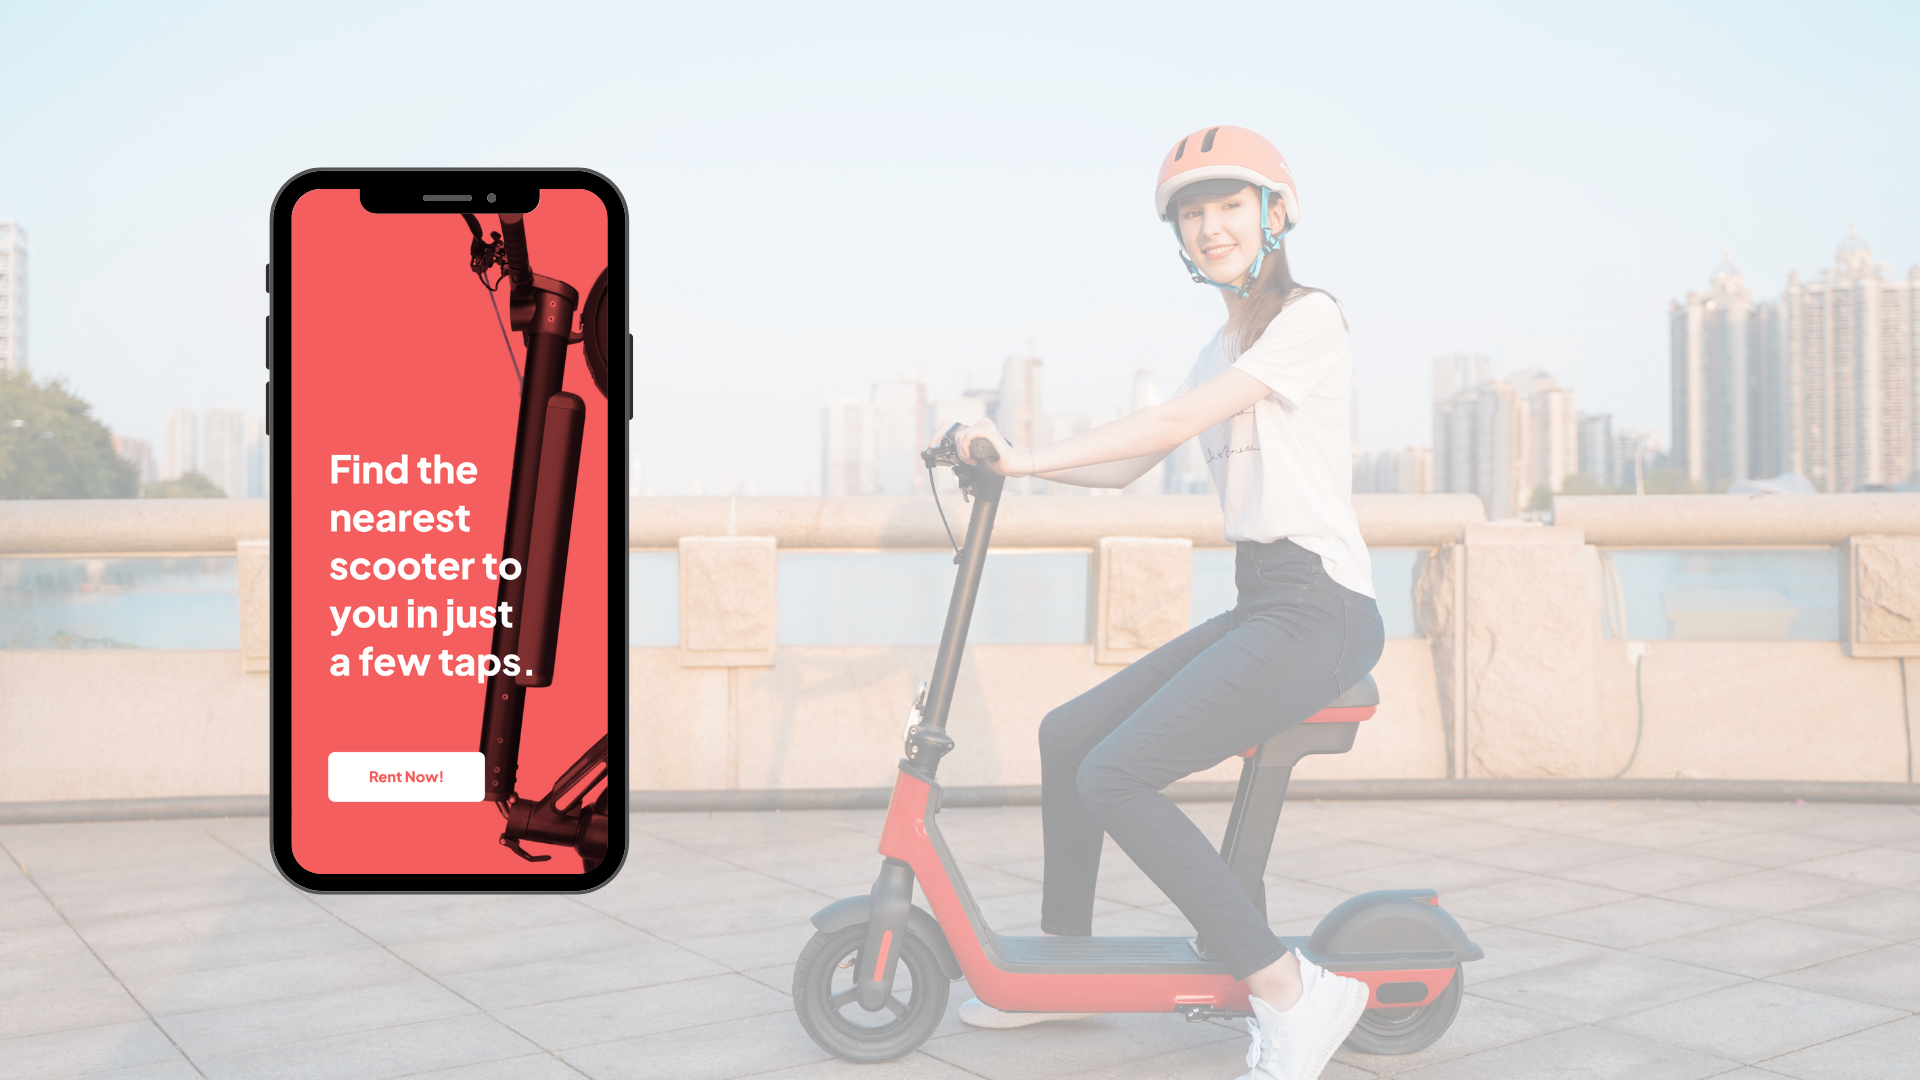 Find the
nearest
scooter to
you in just
a few taps.
Rent Now!